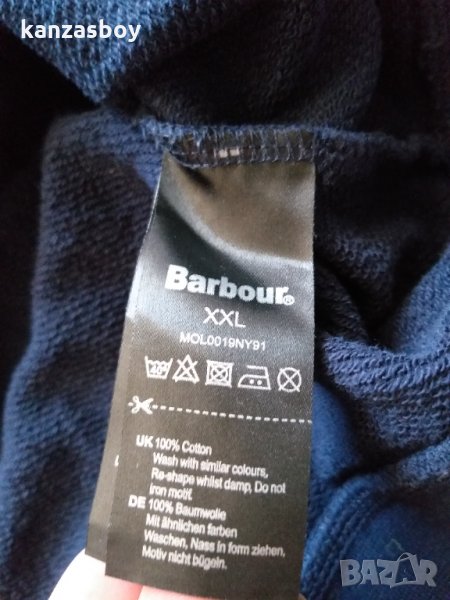 kanzasboy
Barbour®
XXL
MOL0019NY91
UK 100% Cotton
Wash with similar colours,
Re-shape whilst damp, Do not
Iron motif.
DE 100% Baumwolle
Mit ähnlichen farben
Waschen, Nass in form ziehen,
Motiv nicht bügeln.
BAZAR